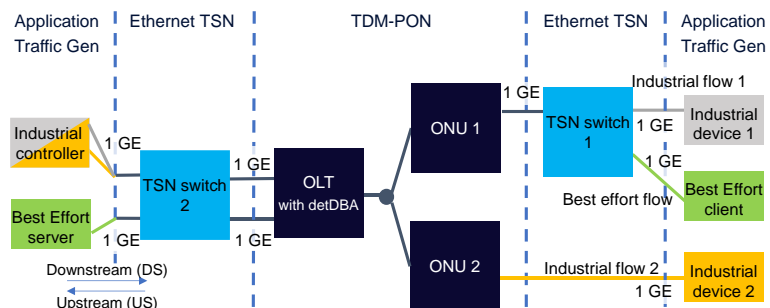 Application
Traffic Gen
Ethernet TSN
TDM-PON
Ethernet TSN
Application
Traffic Gen
Industrial
controller
1 GE
Best Effort
server
1 GE
TSN switch
2
1 GE
1 GE
OLT
with detDBA
ONU 1
ONU 2
1 GE
TSN switch
1
Industrial flow 1
1 GE
Industrial
device 1
1 GE
Best effort flow
Best Effort
client
Industrial flow 2
1 GE
Industrial
device 2
Downstream (DS)
Upstream (US)